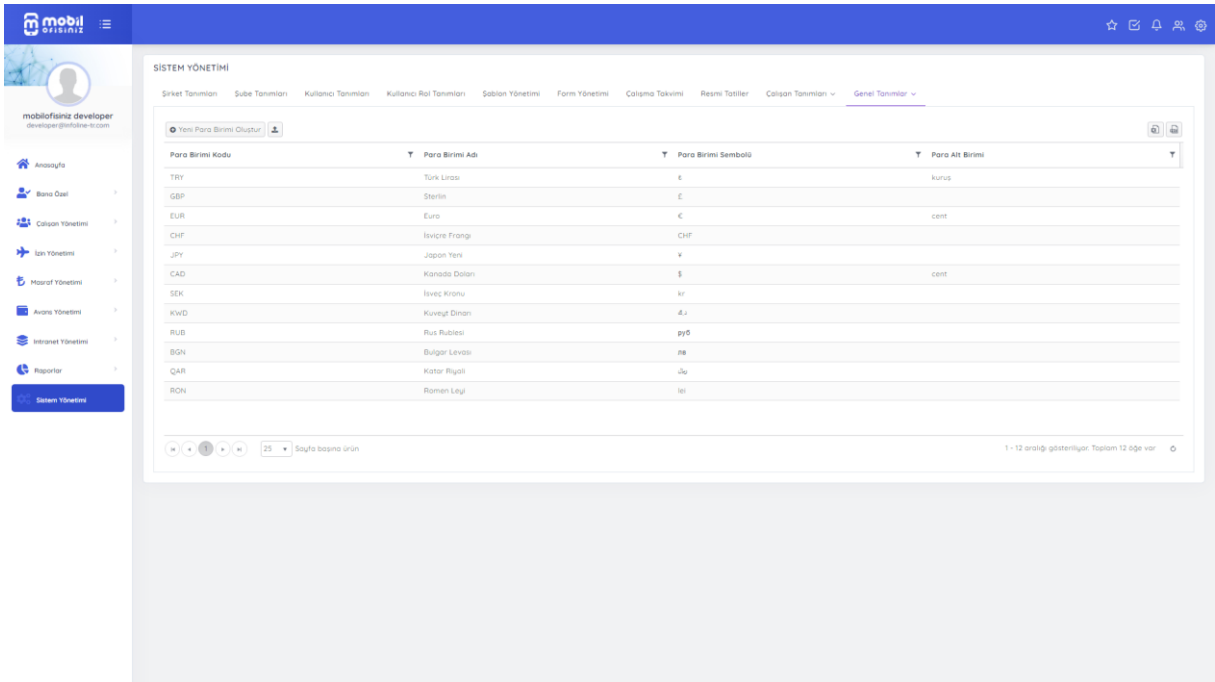 mobil
ofisiniz
mobilofisiniz developer
developer@infoline-tr.com
Anasayfa
Bana Özel
Çalışan Yönetimi
İzin Yönetimi
Masraf Yönetimi
Avans Yönetimi
Intranet Yönetimi
Raporlar
Sistem Yönetimi
SİSTEM YÖNETİMİ
Şirket Tanımları Şube Tanımları Kullanıcı Tanımları Kullanıcı Rol Tanımları Şablon Yönetimi Form Yönetimi Çalışma Takvimi Resmi Tatiller Çalışan Tanımları Genel Tanımlar
Yeni Para Birimi Oluştur
Para Birimi Kodu Para Birimi Adı Para Birimi Sembolü Para Alt Birimi
TRY Türk Lirası ₺ kuruş
GBP Sterlin £
EUR Euro € cent
CHF İsviçre Frangı CHF
JPY Japon Yeni ¥
CAD Kanada Doları $ cent
SEK İsveç Kronu kr
KWD Kuveyt Dinarı د.ك
RUB Rus Rublesi руб
BGN Bulgar Levası лв
QAR Katar Riyali
RON Romen Leyi lei
1 25 Sayfa başına ürün
1 - 12 aralığı gösteriliyor. Toplam 12 öğe var